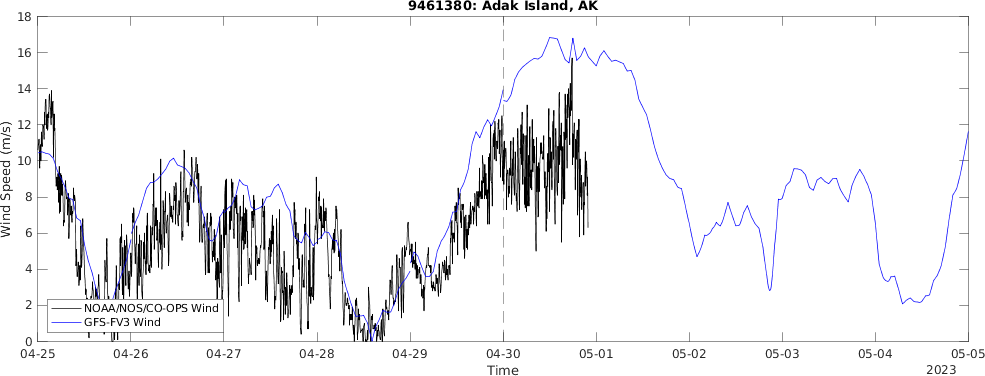 9461380: Adak Island, AK
Wind Speed (m/s)
18
16
14
12
10
8
6
4
2
0
NOAA/NOS/CO-OPS Wind
GFS-FV3 Wind
04-25 04-26 04-27 04-28 04-29 04-30 05-01 05-02 05-03 05-04 05-05
Time
2023